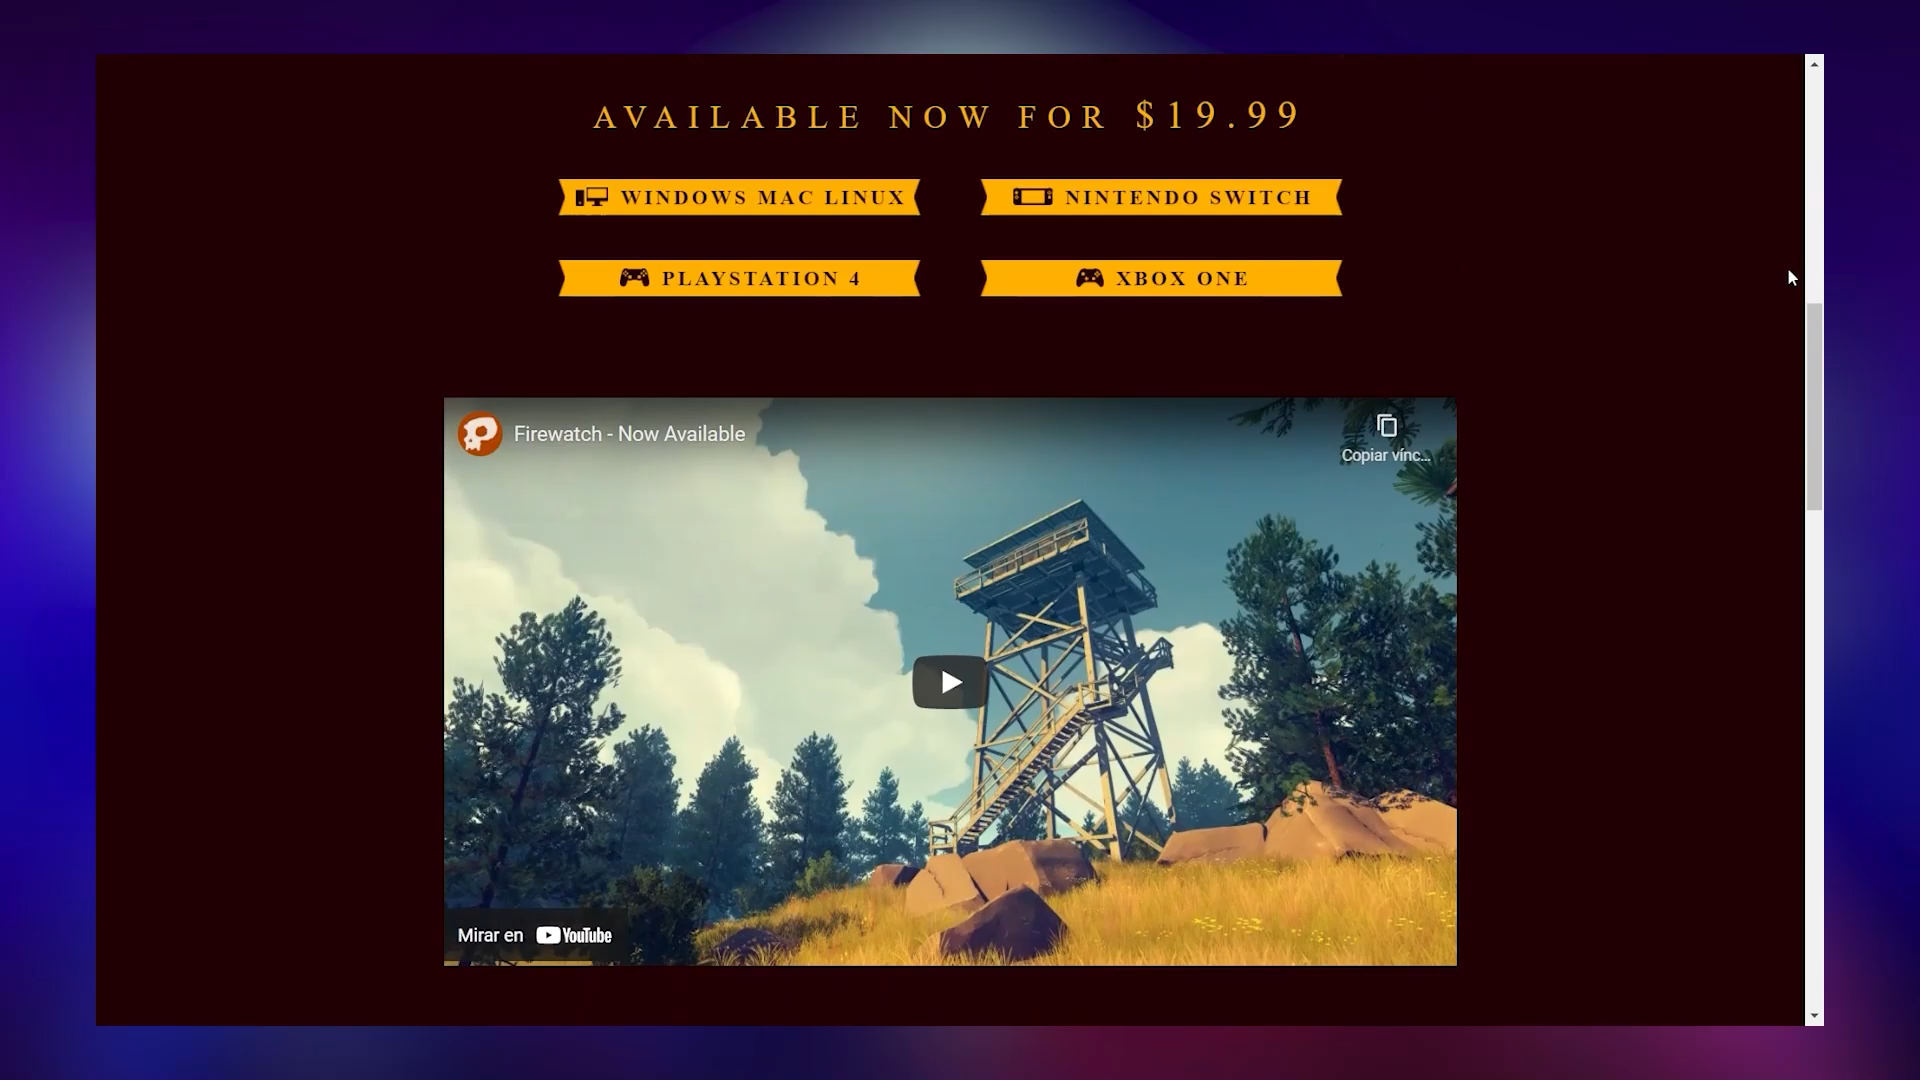 AVAILABLE NOW FOR $19.99
WINDOWS MAC LINUX
NINTENDO SWITCH
PLAYSTATION 4
XBOX ONE
Firewatch - Now Available
Copiar vínc...
Mirar en YouTube